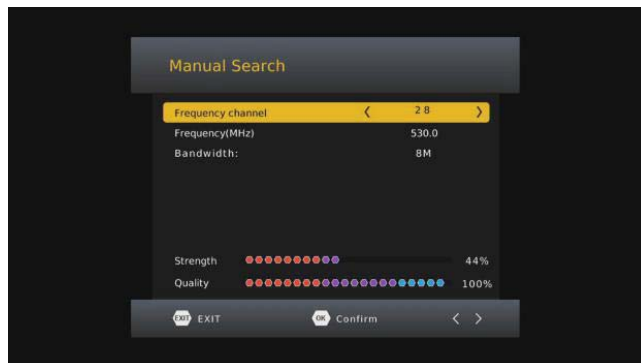 Manual Search
Frequency channel < 28 >
Frequency(MHz) 530.0
Bandwidth: 8M
Strength 44%
Quality 100%
EXIT EXIT OK Confirm < >